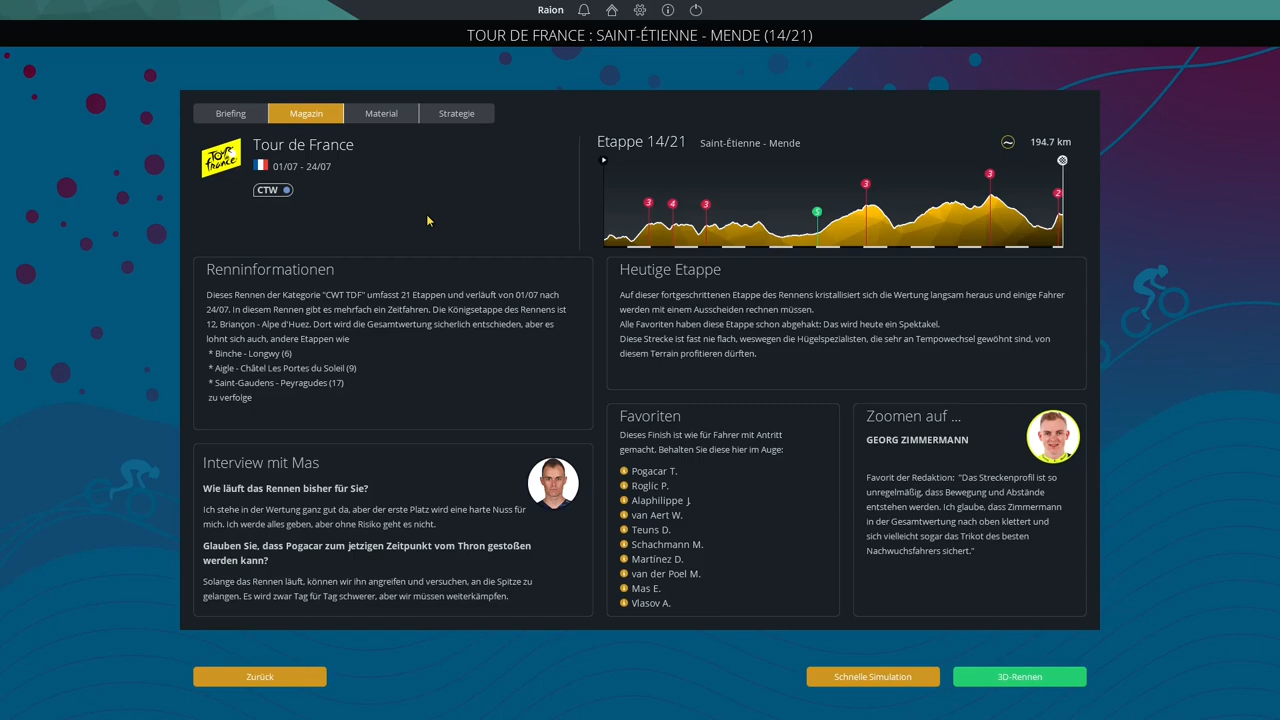 Raion
TOUR DE FRANCE : SAINT-ÉTIENNE - MENDE (14/21)
Briefing
Magazin
Material
Strategie
TOUR de france
Tour de France
01/07 - 24/07
CTW
Etappe 14/21
Saint-Étienne - Mende
194.7 km
3
4
3
S
3
3
2
Renninformationen
Dieses Rennen der Kategorie "CWT TDF" umfasst 21 Etappen und verläuft von 01/07 nach
24/07. In diesem Rennen gibt es mehrfach ein Zeitfahren. Die Königsetappe des Rennens ist
12, Briançon - Alpe d'Huez. Dort wird die Gesamtwertung sicherlich entschieden, aber es
lohnt sich auch, andere Etappen wie
* Binche - Longwy (6)
* Aigle - Châtel Les Portes du Soleil (9)
* Saint-Gaudens - Peyragudes (17)
zu verfolge
Heutige Etappe
Auf dieser fortgeschrittenen Etappe des Rennens kristallisiert sich die Wertung langsam heraus und einige Fahrer
werden mit einem Ausscheiden rechnen müssen.
Alle Favoriten haben diese Etappe schon abgehakt: Das wird heute ein Spektakel.
Diese Strecke ist fast nie flach, weswegen die Hügelspezialisten, die sehr an Tempowechsel gewöhnt sind, von
diesem Terrain profitieren dürften.
Interview mit Mas
Wie läuft das Rennen bisher für Sie?
Ich stehe in der Wertung ganz gut da, aber der erste Platz wird eine harte Nuss für
mich. Ich werde alles geben, aber ohne Risiko geht es nicht.
Glauben Sie, dass Pogacar zum jetzigen Zeitpunkt vom Thron gestoßen
werden kann?
Solange das Rennen läuft, können wir ihn angreifen und versuchen, an die Spitze zu
gelangen. Es wird zwar Tag für Tag schwerer, aber wir müssen weiterkämpfen.
Favoriten
Dieses Finish ist wie für Fahrer mit Antritt
gemacht. Behalten Sie diese hier im Auge:
Pogacar T.
Roglic P.
Alaphilippe J.
van Aert W.
Teuns D.
Schachmann M.
Martínez D.
van der Poel M.
Mas E.
Vlasov A.
Zoomen auf ...
GEORG ZIMMERMANN
Favorit der Redaktion: "Das Streckenprofil ist so
unregelmäßig, dass Bewegung und Abstände
entstehen werden. Ich glaube, dass Zimmermann
in der Gesamtwertung nach oben klettert und
sich vielleicht sogar das Trikot des besten
Nachwuchsfahrers sichert."
Zurück
Schnelle Simulation
3D-Rennen